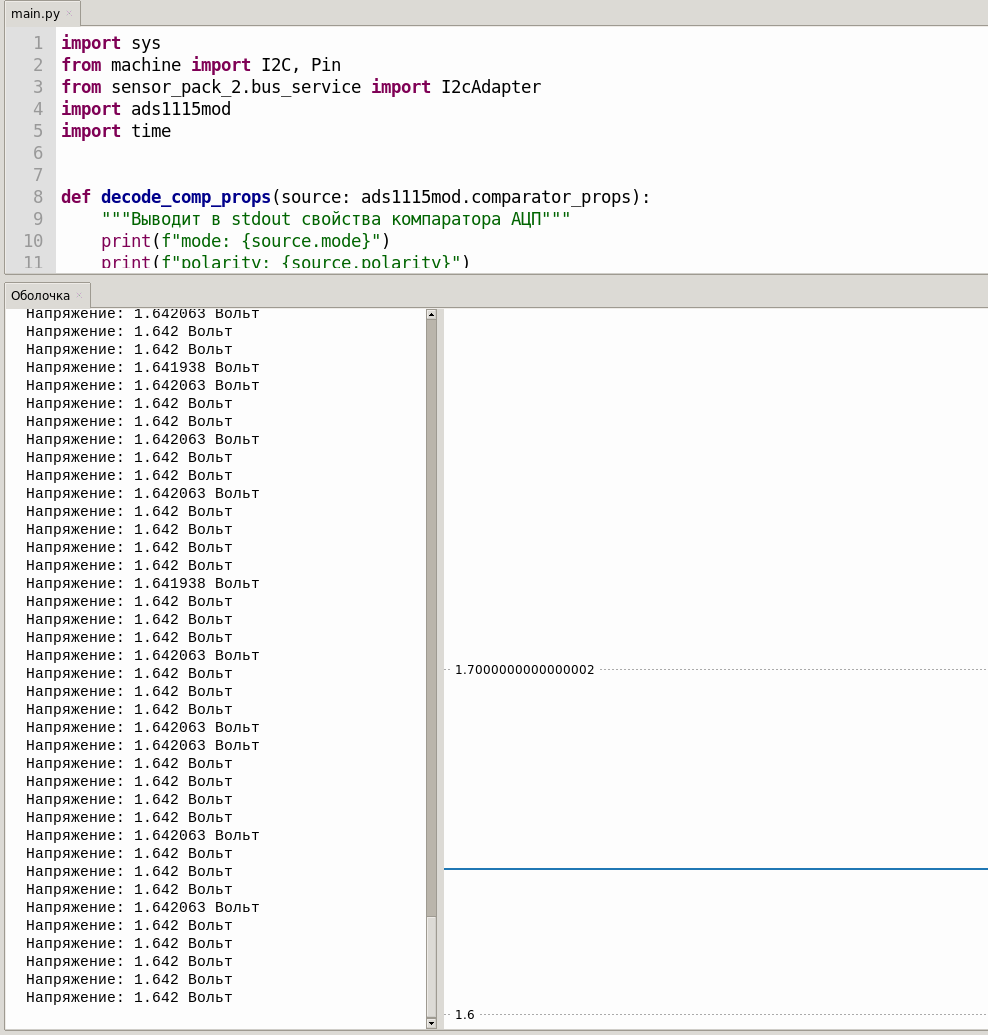 main.py
1 import sys
2 from machine import I2C, Pin
3 from sensor_pack_2.bus_service import I2cAdapter
4 import ads1115mod
5 import time
6
7
8 def decode_comp_props(source: ads1115mod.comparator_props):
9     """Выводит в stdout свойства компаратора АЦП"""
10     print(f"mode: {source.mode}")
11     print(f"polarity: {source.polarity}")
Оболочка
Напряжение: 1.642063 Вольт
Напряжение: 1.642 Вольт
Напряжение: 1.642 Вольт
Напряжение: 1.641938 Вольт
Напряжение: 1.642063 Вольт
Напряжение: 1.642 Вольт
Напряжение: 1.642 Вольт
Напряжение: 1.642063 Вольт
Напряжение: 1.642 Вольт
Напряжение: 1.642 Вольт
Напряжение: 1.642063 Вольт
Напряжение: 1.642 Вольт
Напряжение: 1.642 Вольт
Напряжение: 1.642 Вольт
Напряжение: 1.642 Вольт
Напряжение: 1.641938 Вольт
Напряжение: 1.642 Вольт
Напряжение: 1.642 Вольт
Напряжение: 1.642 Вольт
Напряжение: 1.642063 Вольт
Напряжение: 1.642 Вольт
Напряжение: 1.642 Вольт
Напряжение: 1.642 Вольт
Напряжение: 1.642063 Вольт
Напряжение: 1.642063 Вольт
Напряжение: 1.642 Вольт
Напряжение: 1.642 Вольт
Напряжение: 1.642 Вольт
Напряжение: 1.642 Вольт
Напряжение: 1.642063 Вольт
Напряжение: 1.642 Вольт
Напряжение: 1.642 Вольт
Напряжение: 1.642 Вольт
Напряжение: 1.642063 Вольт
Напряжение: 1.642 Вольт
Напряжение: 1.642 Вольт
Напряжение: 1.642 Вольт
Напряжение: 1.642 Вольт
Напряжение: 1.642 Вольт
1.7000000000000002
1.6